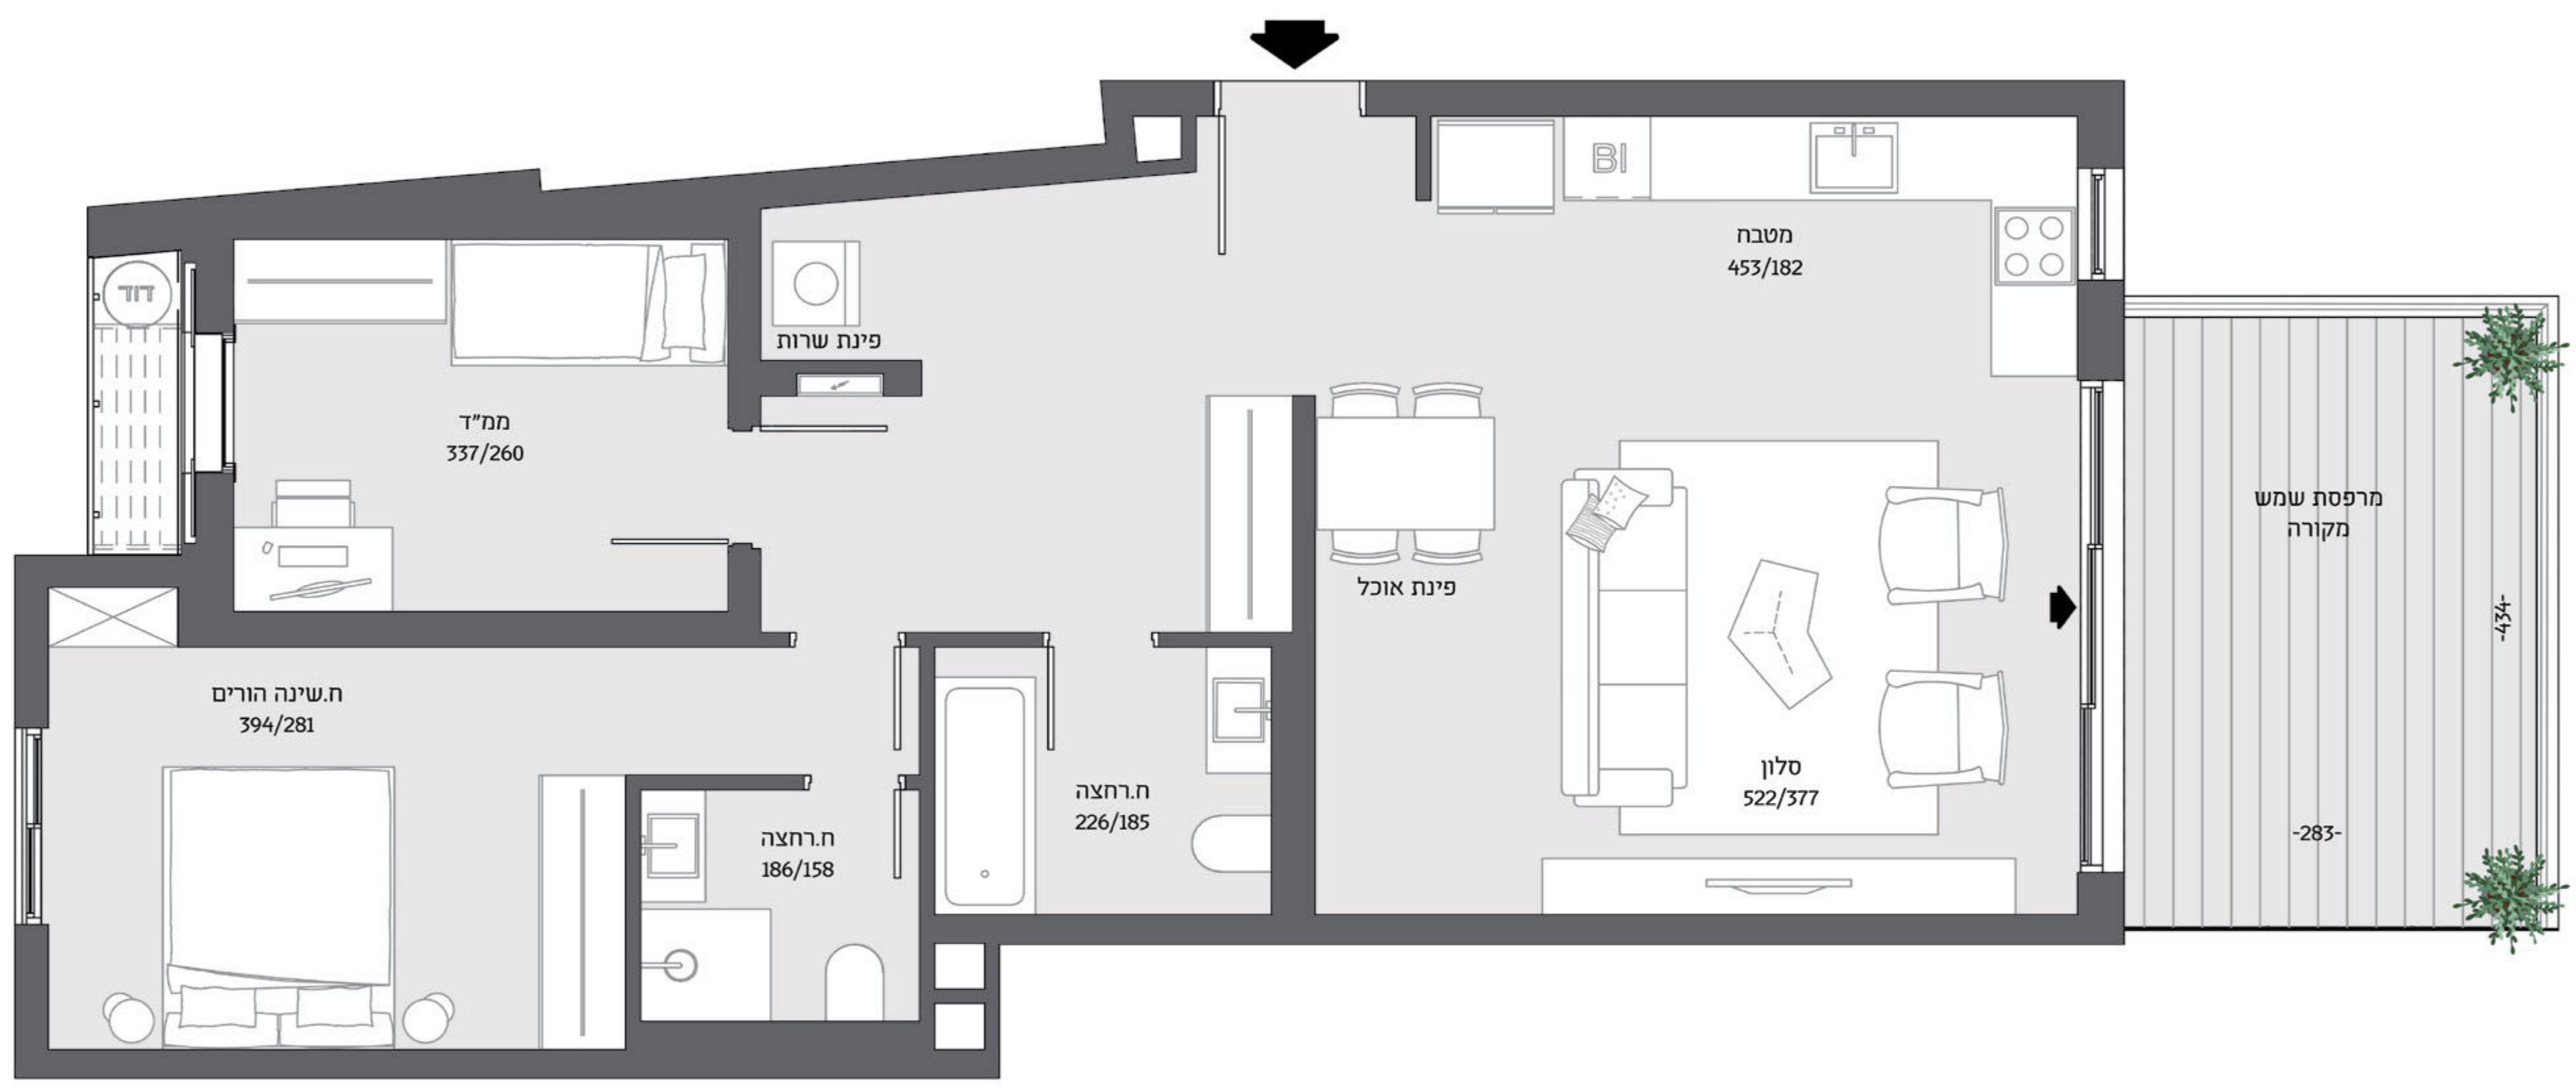 BI
מטבח
453/182
דוד
פינת שרות
ממ"ד
337/260
מרפסת שמש
מקורה
-434-
-283-
פינת אוכל
סלון
522/377
ח.שינה הורים
394/281
ח.רחצה
226/185
ח.רחצה
186/158